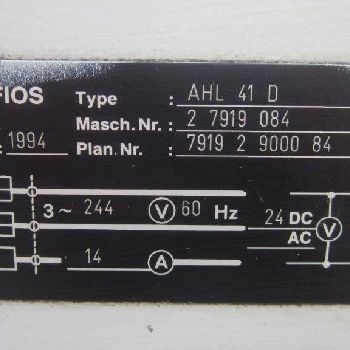 FIOS Type : AHL 41 D
Masch.Nr. : 2 7919 084
: 1994 Plan.Nr. : 7919 2 9000 84
3~ 244 V 60 Hz 24 DC V
AC
14 A